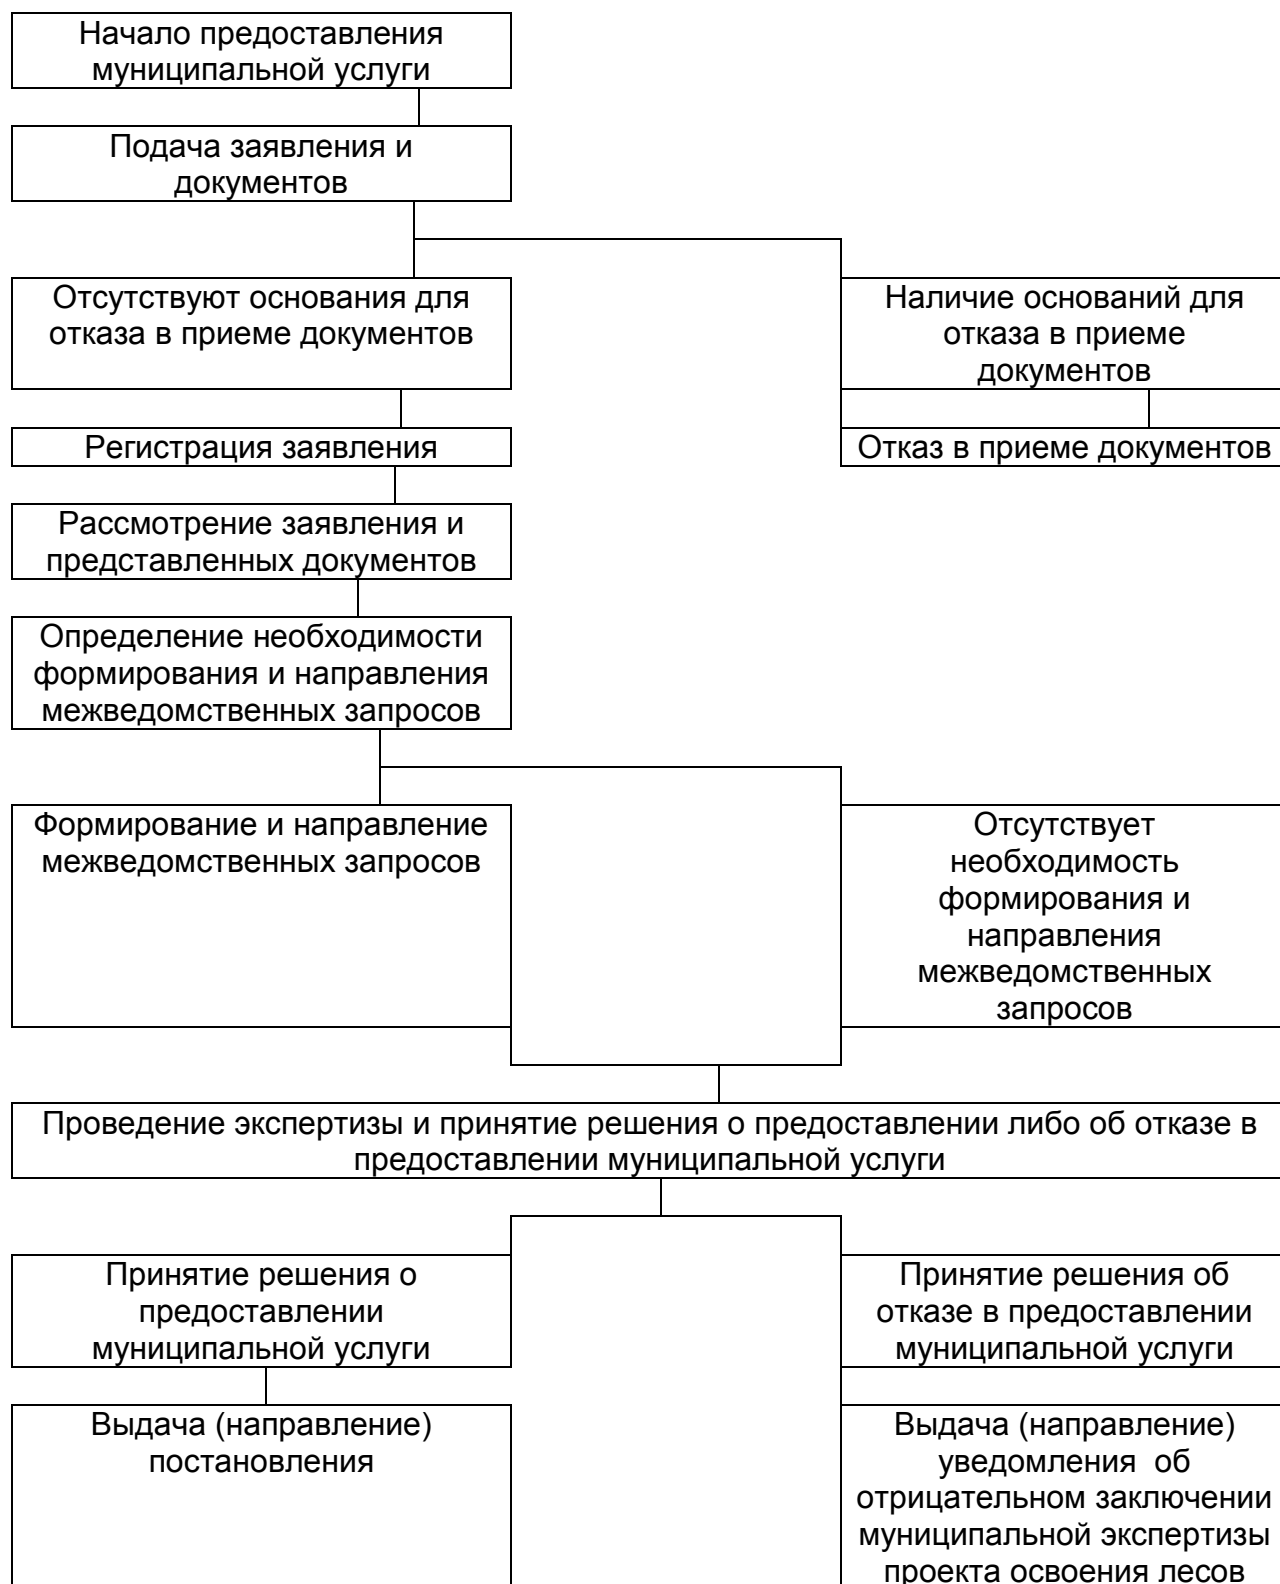 Начало предоставления
муниципальной услуги
Подача заявления и
документов
Отсутствуют основания для
отказа в приеме документов
Наличие оснований для
отказа в приеме
документов
Регистрация заявления
Отказ в приеме документов
Рассмотрение заявления и
представленных документов
Определение необходимости
формирования и направления
межведомственных запросов
Формирование и направление
межведомственных запросов
Отсутствует
необходимость
формирования и
направления
межведомственных
запросов
Проведение экспертизы и принятие решения о предоставлении либо об отказе в
предоставлении муниципальной услуги
Принятие решения о
предоставлении
муниципальной услуги
Принятие решения об
отказе в предоставлении
муниципальной услуги
Выдача (направление)
постановления
Выдача (направление)
уведомления об
отрицательном заключении
муниципальной экспертизы
проекта освоения лесов